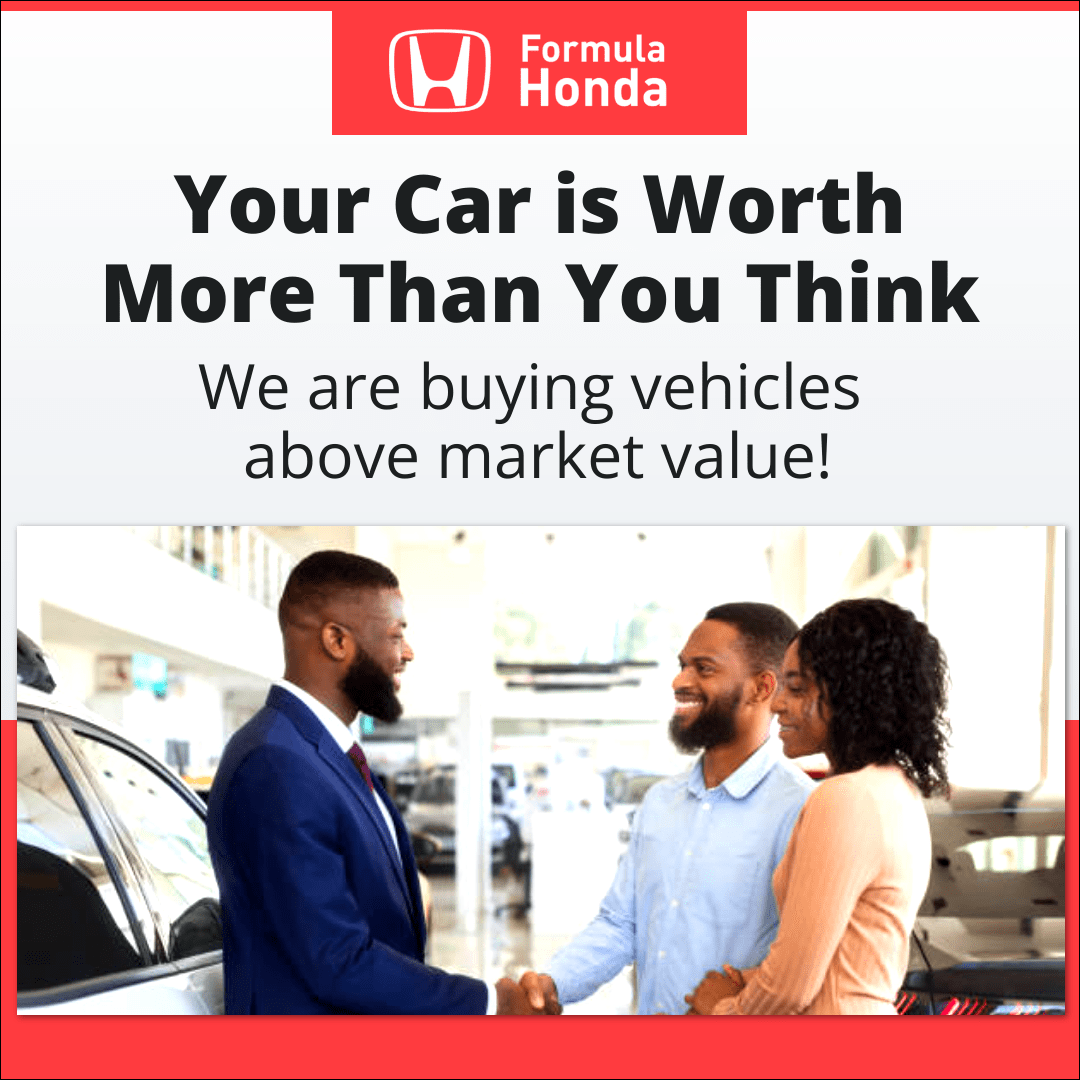 Formula
Honda
Your Car is Worth
More Than You Think
We are buying vehicles
above market value!